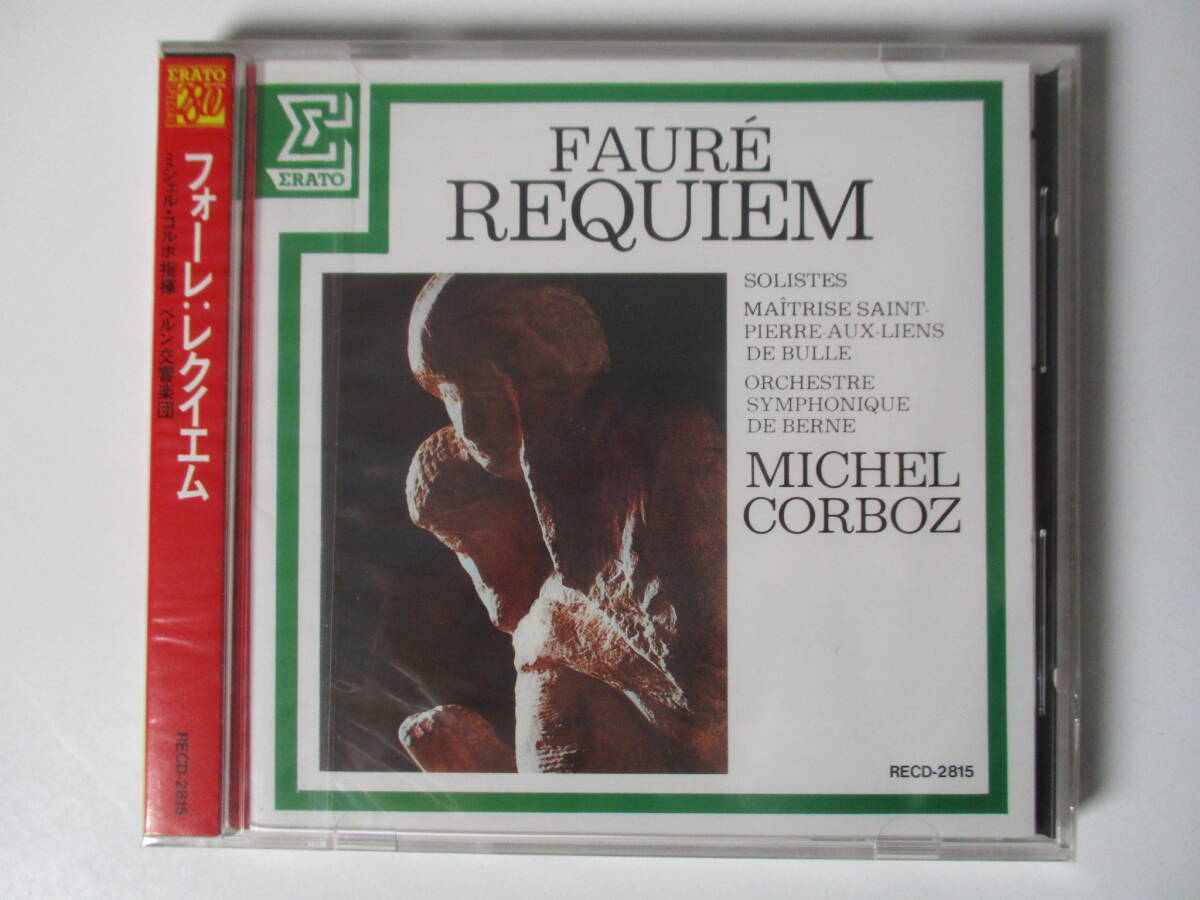 ERATO
フォーレ:レクイエム
ミシェル・コルボ指揮 ベルン交響楽団
RECD-2815
ERATO
FAURÉ
REQUIEM
SOLISTES
MAÎTRISE SAINT-
PIERRE-AUX-LIENS
DE BULLE
ORCHESTRE
SYMPHONIQUE
DE BERNE
MICHEL
CORBOZ
RECD-2815